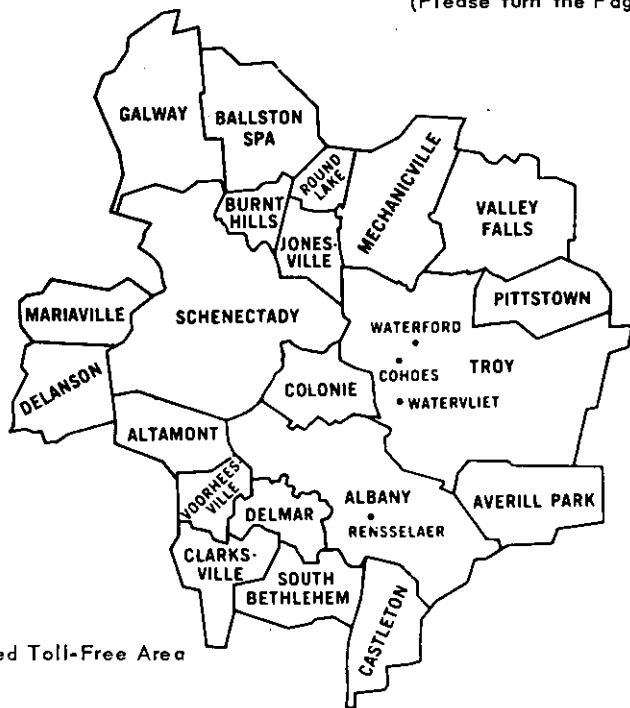 (Please turn the Pag
GALWAY
BALLSTON
SPA
ROUND
LAKE
MECHANICVILLE
BURNT
HILLS
VALLEY
FALLS
JONES-
VILLE
PITTSTOWN
MARIAVILLE
SCHENECTADY
WATERFORD
TROY
COHOES
DELANSON
COLONIE
WATERVLIET
ALTAMONT
VOORHEES-
VILLE
ALBANY
AVERILL PARK
DELMAR
RENSSELAER
CLARKS-
VILLE
SOUTH
BETHLEHEM
CASTLETON
ed Toll-Free Area